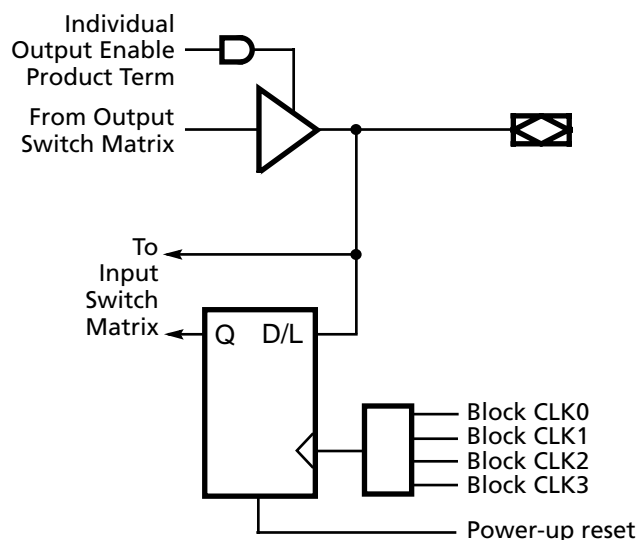 Individual
Output Enable
Product Term
From Output
Switch Matrix
To
Input
Switch
Matrix
Q D/L
Block CLK0
Block CLK1
Block CLK2
Block CLK3
Power-up reset